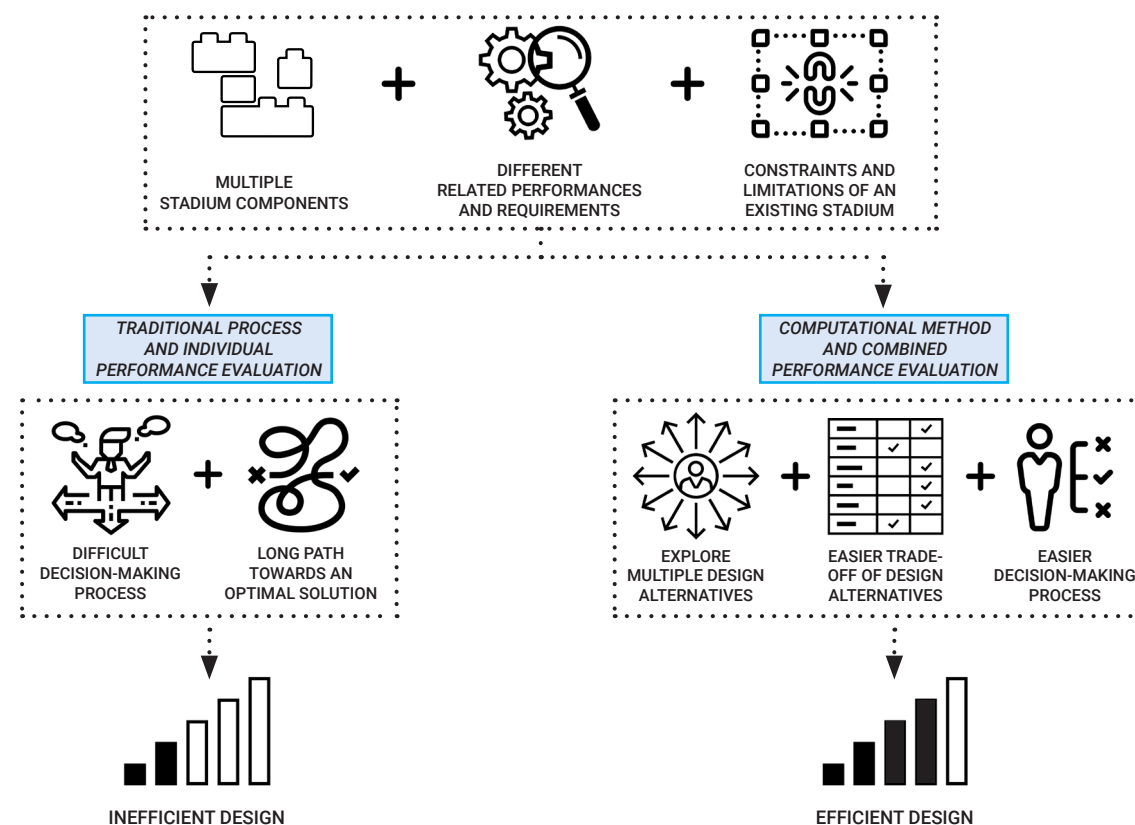 MULTIPLE
STADIUM COMPONENTS
DIFFERENT
RELATED PERFORMANCES
AND REQUIREMENTS
CONSTRAINTS AND
LIMITATIONS OF AN
EXISTING STADIUM
TRADITIONAL PROCESS
AND INDIVIDUAL
PERFORMANCE EVALUATION
COMPUTATIONAL METHOD
AND COMBINED
PERFORMANCE EVALUATION
DIFFICULT
DECISION-MAKING
PROCESS
LONG PATH
TOWARDS AN
OPTIMAL SOLUTION
EXPLORE
MULTIPLE DESIGN
ALTERNATIVES
EASIER TRADE-
OFF OF DESIGN
ALTERNATIVES
EASIER
DECISION-MAKING
PROCESS
INEFFICIENT DESIGN
EFFICIENT DESIGN